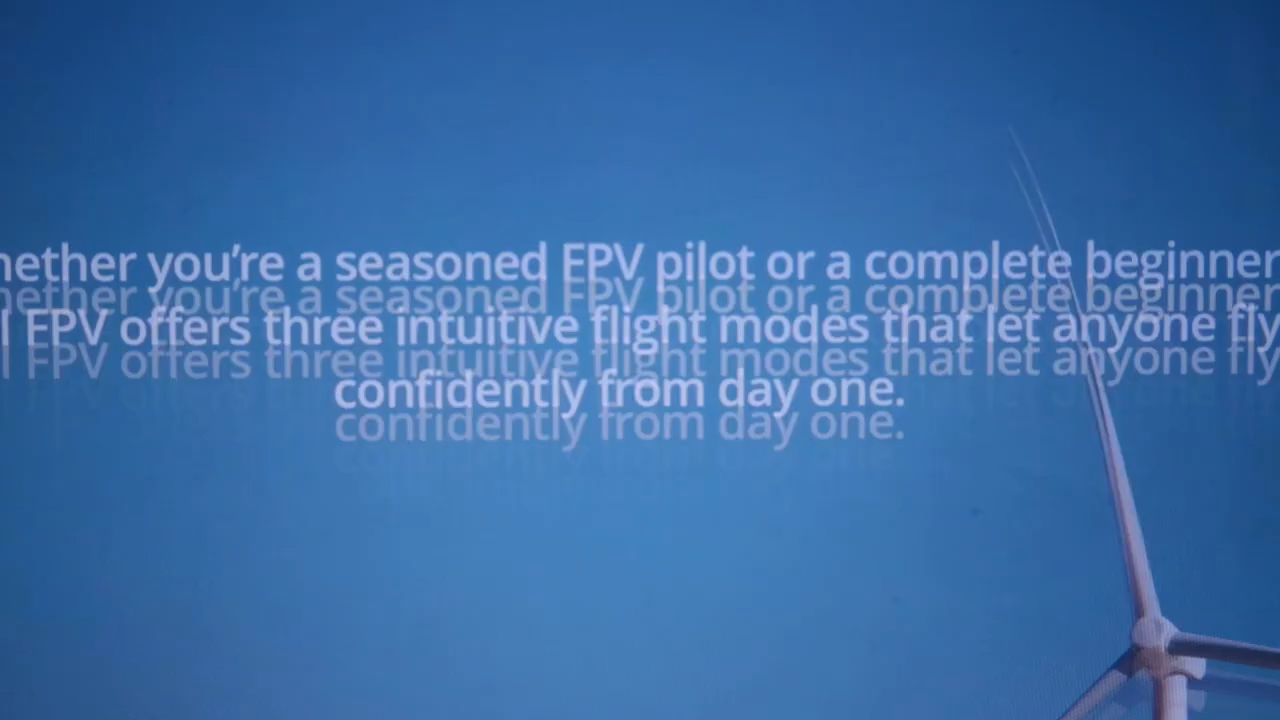 hether you're a seasoned FPV pilot or a complete beginner
l FPV offers three intuitive flight modes that let anyone fly
confidently from day one.